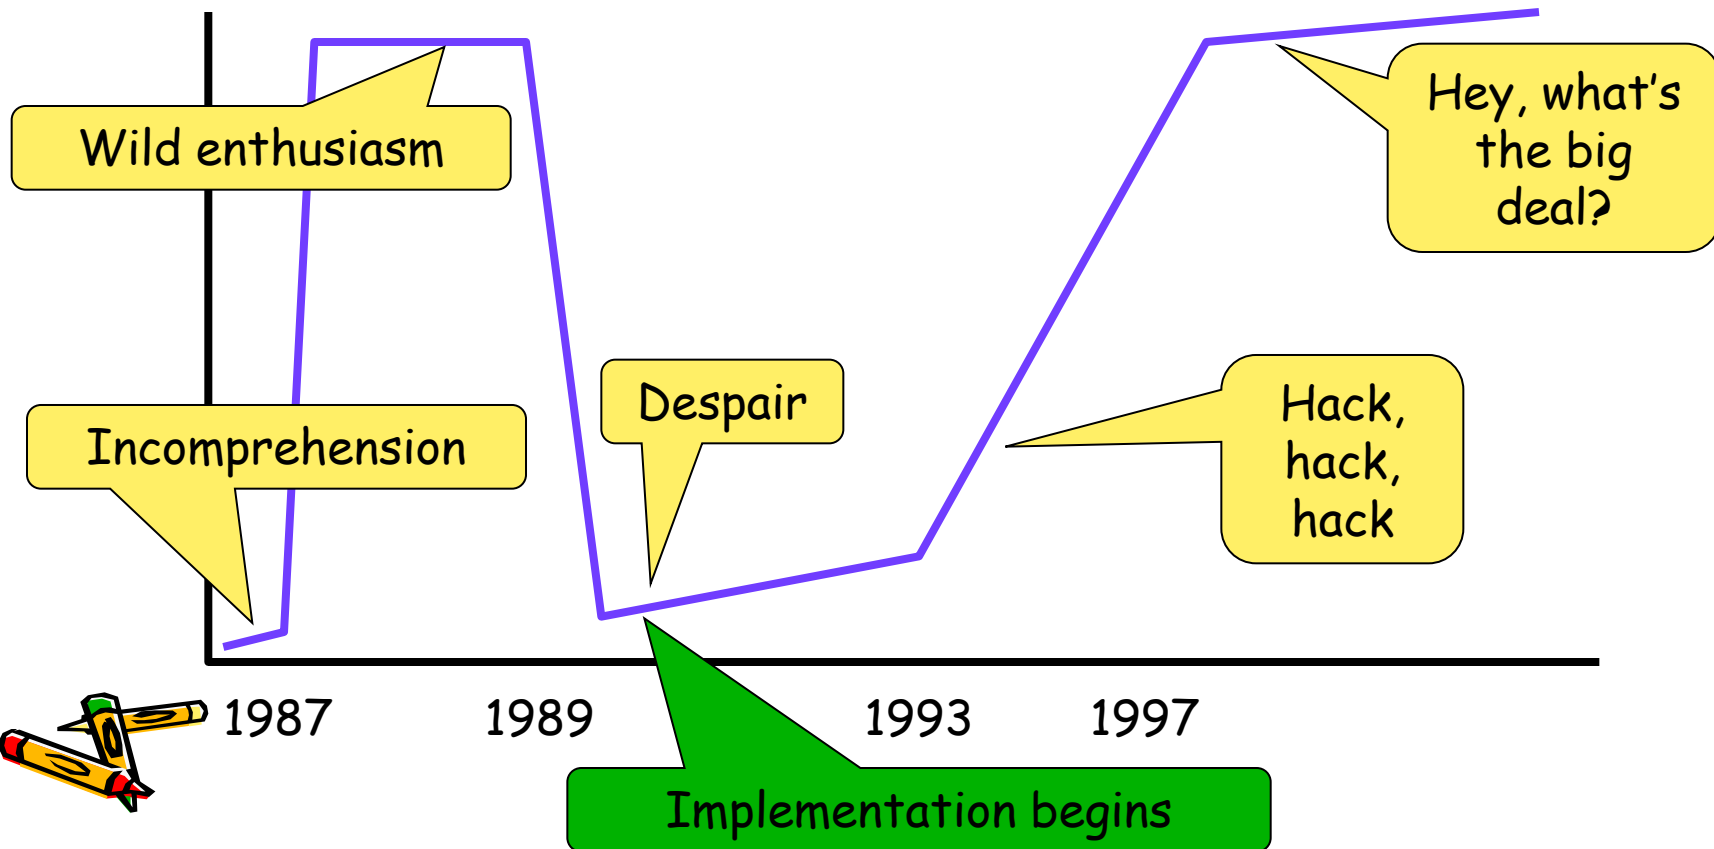 Wild enthusiasm
Hey, what's
the big
deal?
Despair
Incomprehension
Hack,
hack,
hack
1987
1989
1993
1997
Implementation begins